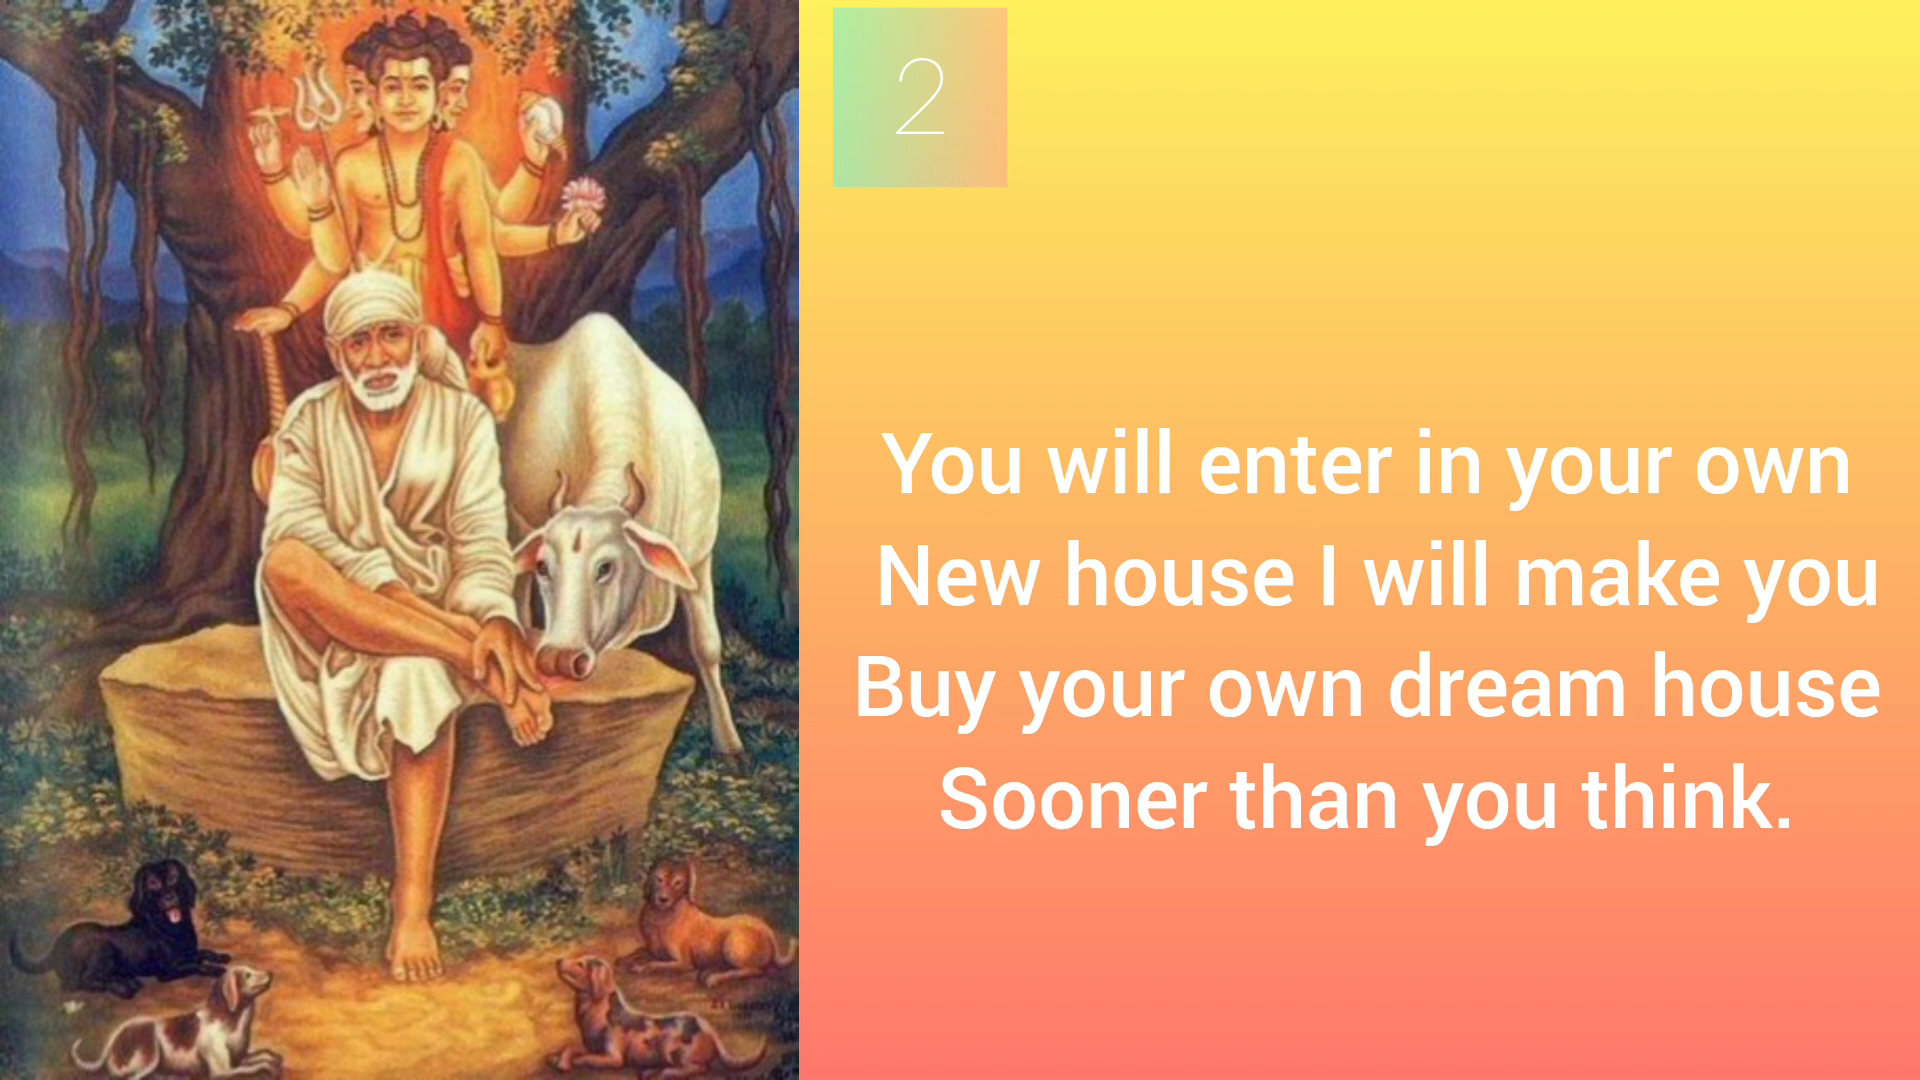 2
You will enter in your own
New house I will make you
Buy your own dream house
Sooner than you think.